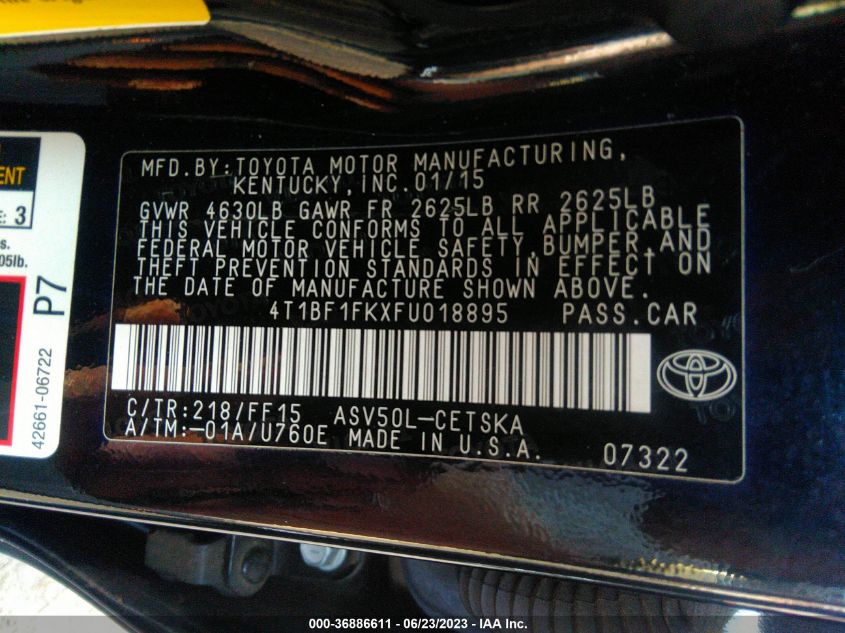 MFD.BY:TOYOTA MOTOR MANUFACTURING,
KENTUCKY,INC.01/15
GVWR 4630LB GAWR FR 2625LB RR 2625LB
THIS VEHICLE CONFORMS TO ALL APPLICABLE
FEDERAL MOTOR VEHICLE SAFETY,BUMPER,AND
THEFT PREVENTION STANDARDS IN EFFECT ON
THE DATE OF MANUFACTURE SHOWN ABOVE.
4T1BF1FKXFU018895 PASS.CAR
C/TR:218/FF15 ASV50L-CETSKA
A/TM:-01A/U760E MADE IN U.S.A. 07322
3
05lb.
P7
42661-06722
000-36886611 - 06/23/2023 - IAA Inc.